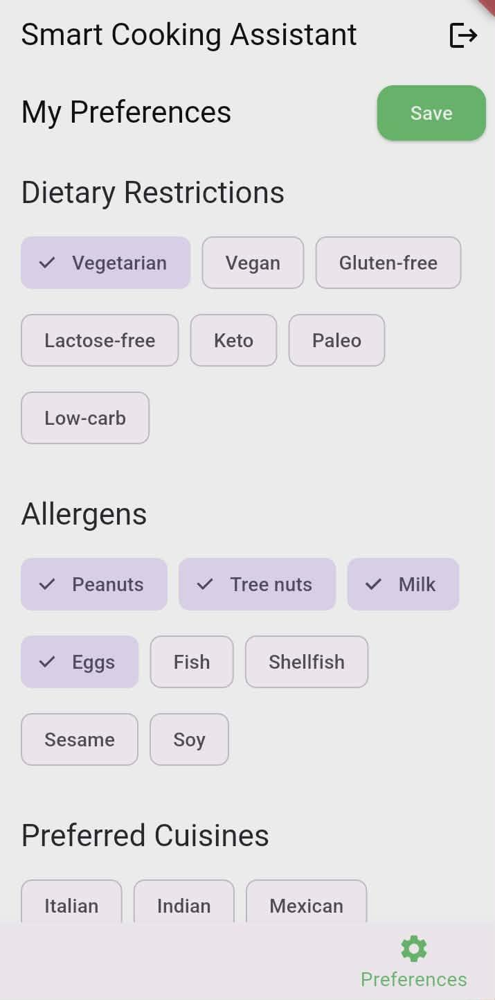 Smart Cooking Assistant
My Preferences
Save
Dietary Restrictions
Vegetarian Vegan Gluten-free
Lactose-free Keto Paleo
Low-carb
Allergens
Peanuts Tree nuts Milk
Eggs Fish Shellfish
Sesame Soy
Preferred Cuisines
Italian Indian Mexican
Preferences